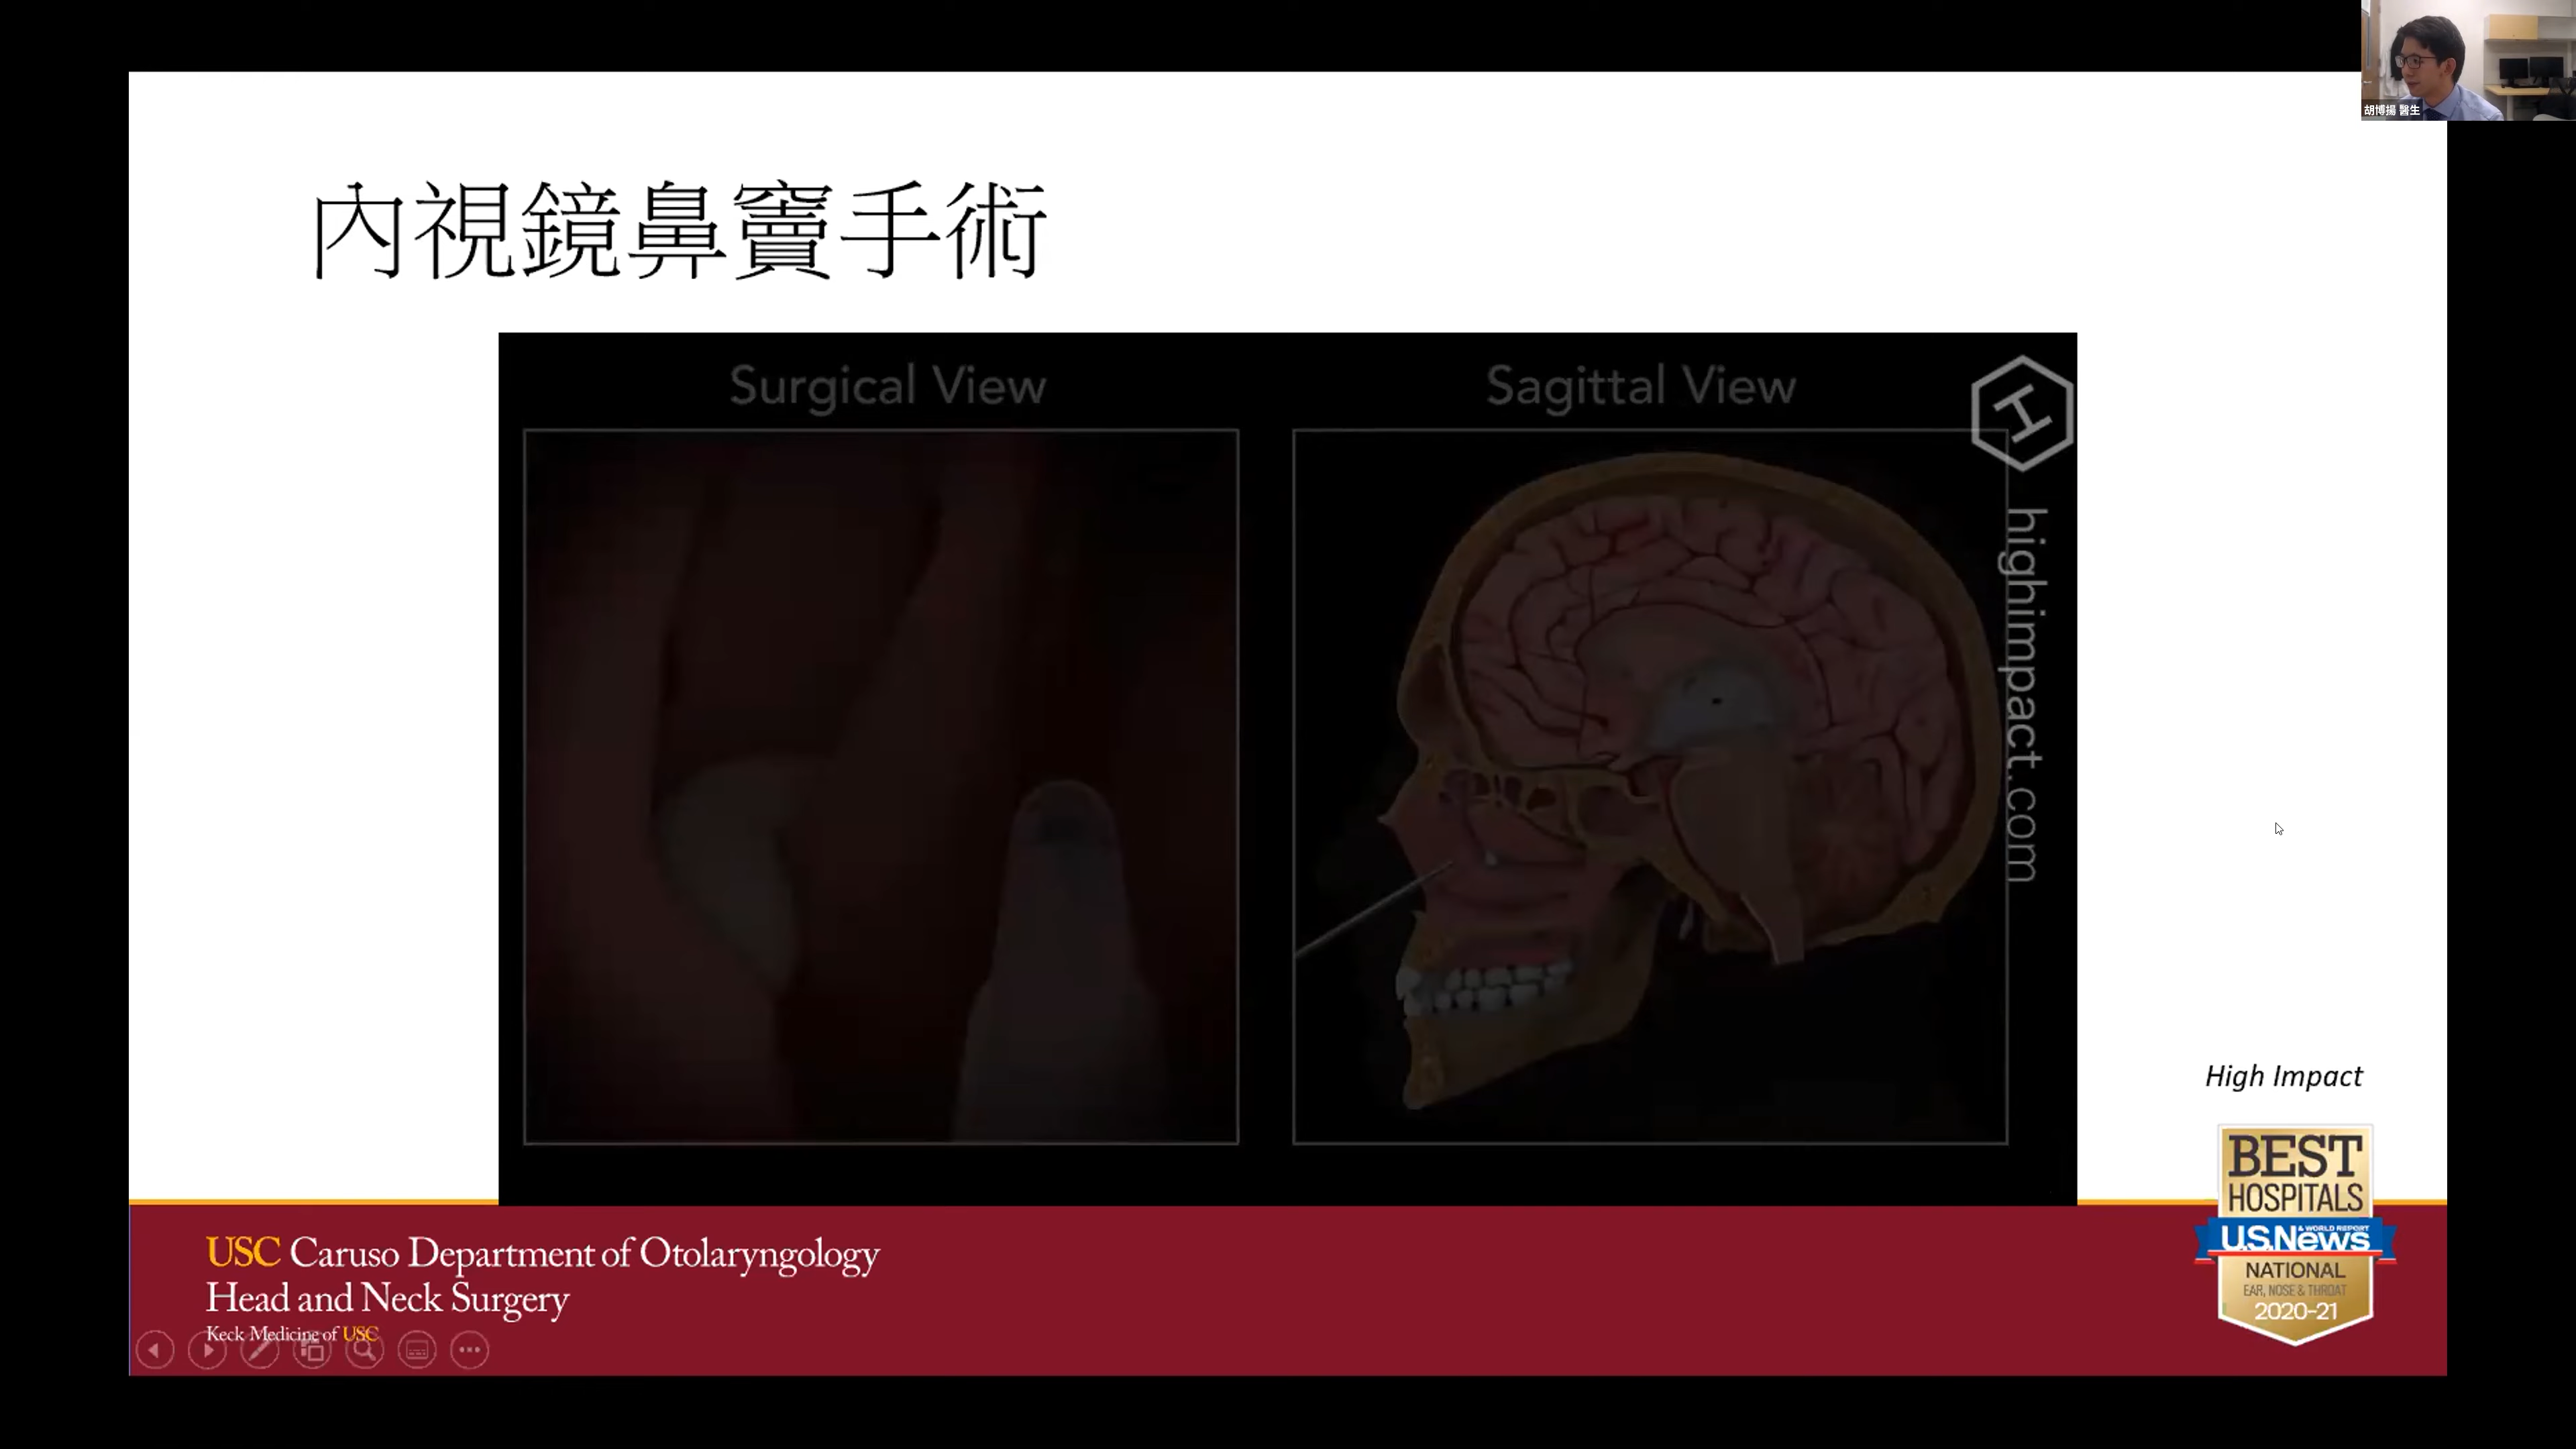 胡博揚 醫生
內視鏡鼻竇手術
Surgical View
Sagittal View
highimpact.com
High Impact
BEST
HOSPITALS
U.S.News
& WORLD REPORT
NATIONAL
EAR, NOSE & THROAT
2020-21
USC Caruso Department of Otolaryngology
Head and Neck Surgery
Keck Medicine of USC